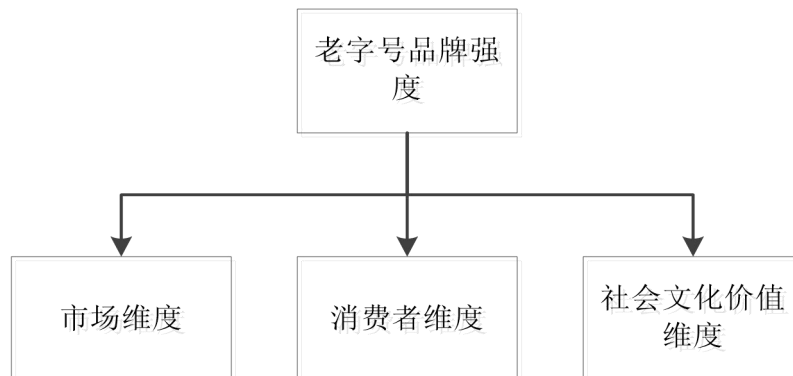 老字号品牌强
度
市场维度
消费者维度
社会文化价值
维度